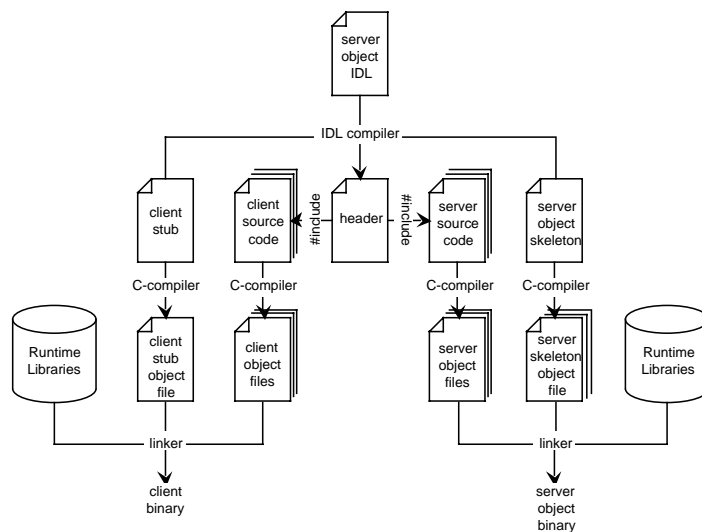 server
object
IDL
IDL compiler
client
stub
client
source
code
#include
header
#include
server
source
code
server
object
skeleton
C-compiler
C-compiler
C-compiler
C-compiler
Runtime
Libraries
client
stub
object
file
client
object
files
server
object
files
server
skeleton
object
file
Runtime
Libraries
linker
linker
client
binary
server
object
binary